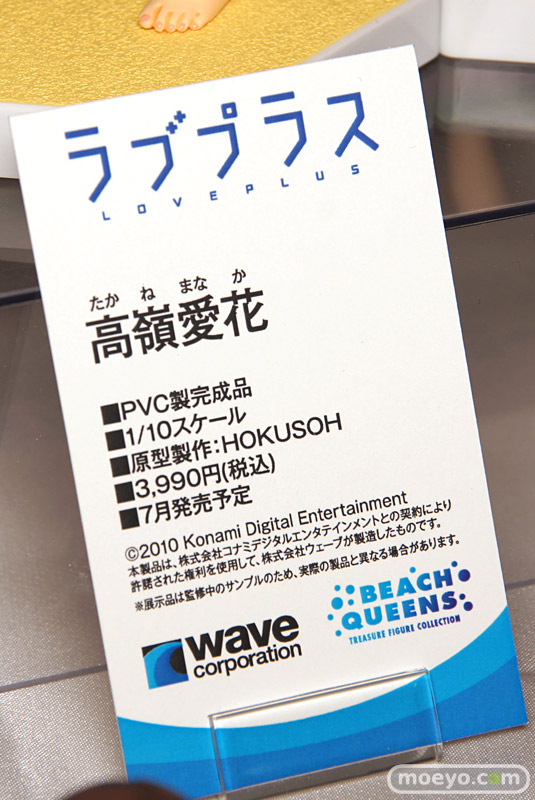 ラブプラス
LOVEPLUS
たかねまなか
高嶺愛花
■PVC製完成品
■1/10スケール
■原型製作:HOKUSOH
■3,990円(税込)
■7月発売予定
©2010 Konami Digital Entertainment
本製品は、株式会社コナミデジタルエンタテインメントとの契約により
許諾された権利を使用して、株式会社ウェーブが製造したものです。
※展示品は監修中のサンプルのため、実際の製品と異なる場合があります。
wave
corporation
BEACH
QUEENS
TREASURE FIGURE COLLECTION
moeyo.com